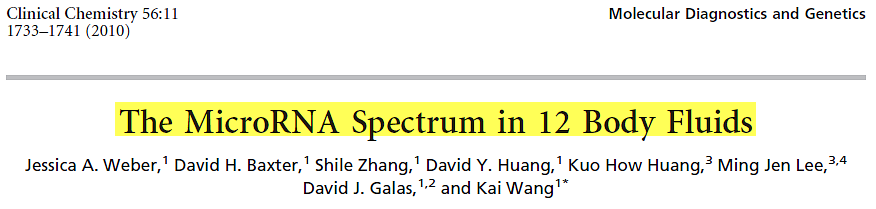 Clinical Chemistry 56:11
1733–1741 (2010)
Molecular Diagnostics and Genetics
The MicroRNA Spectrum in 12 Body Fluids
Jessica A. Weber,1 David H. Baxter,1 Shile Zhang,1 David Y. Huang,1 Kuo How Huang,3 Ming Jen Lee,3,4
David J. Galas,1,2 and Kai Wang1*